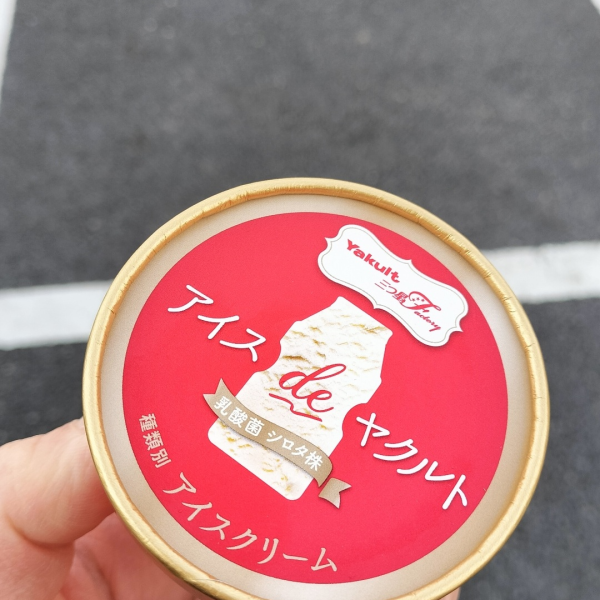 Yakult
三つ星Factory
アイス
de
ヤクルト
乳酸菌 シロタ株
種類別 アイスクリーム